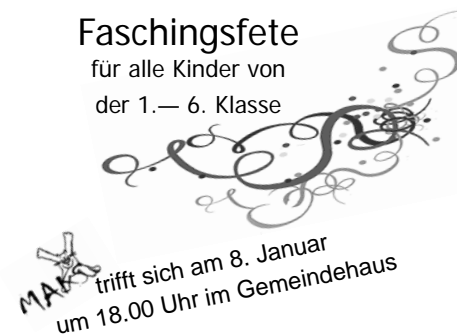 Faschingsfete
für alle Kinder von
der 1.— 6. Klasse
MAK
trifft sich am 8. Januar
um 18.00 Uhr im Gemeindehaus